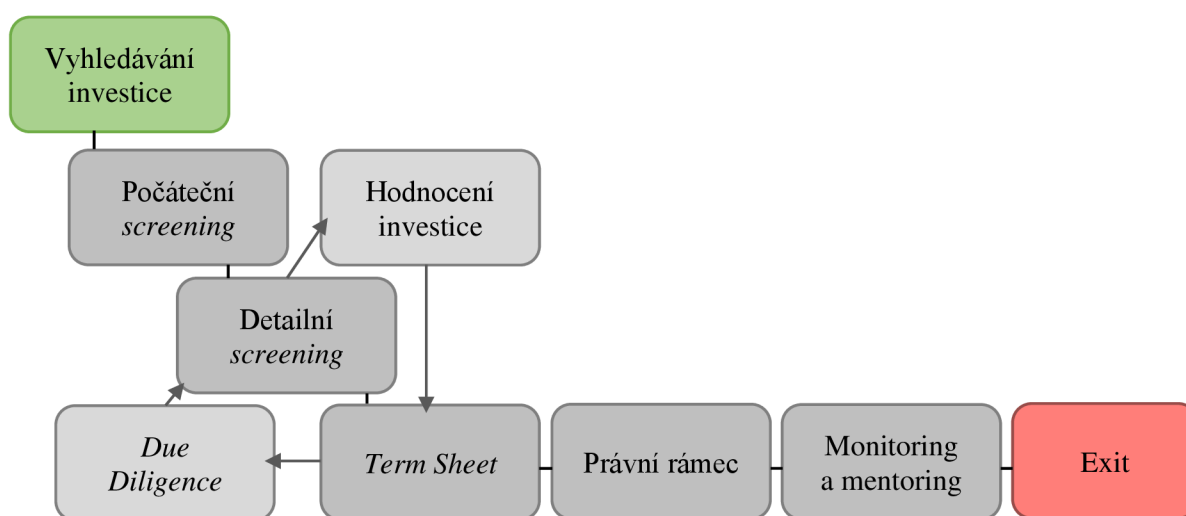 Vyhledávání
investice
Počáteční
screening
Hodnocení
investice
Detailní
screening
Due
Diligence
Term Sheet
Právní rámec
Monitoring
a mentoring
Exit